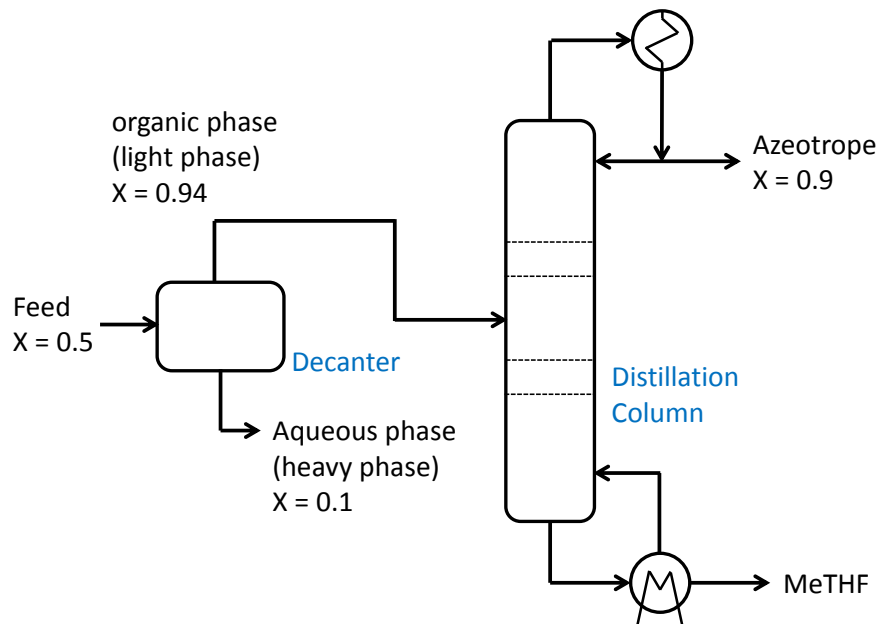 organic phase
(light phase)
X = 0.94
Azeotrope
X = 0.9
Feed
X = 0.5
Decanter
Distillation
Column
Aqueous phase
(heavy phase)
X = 0.1
MeTHF